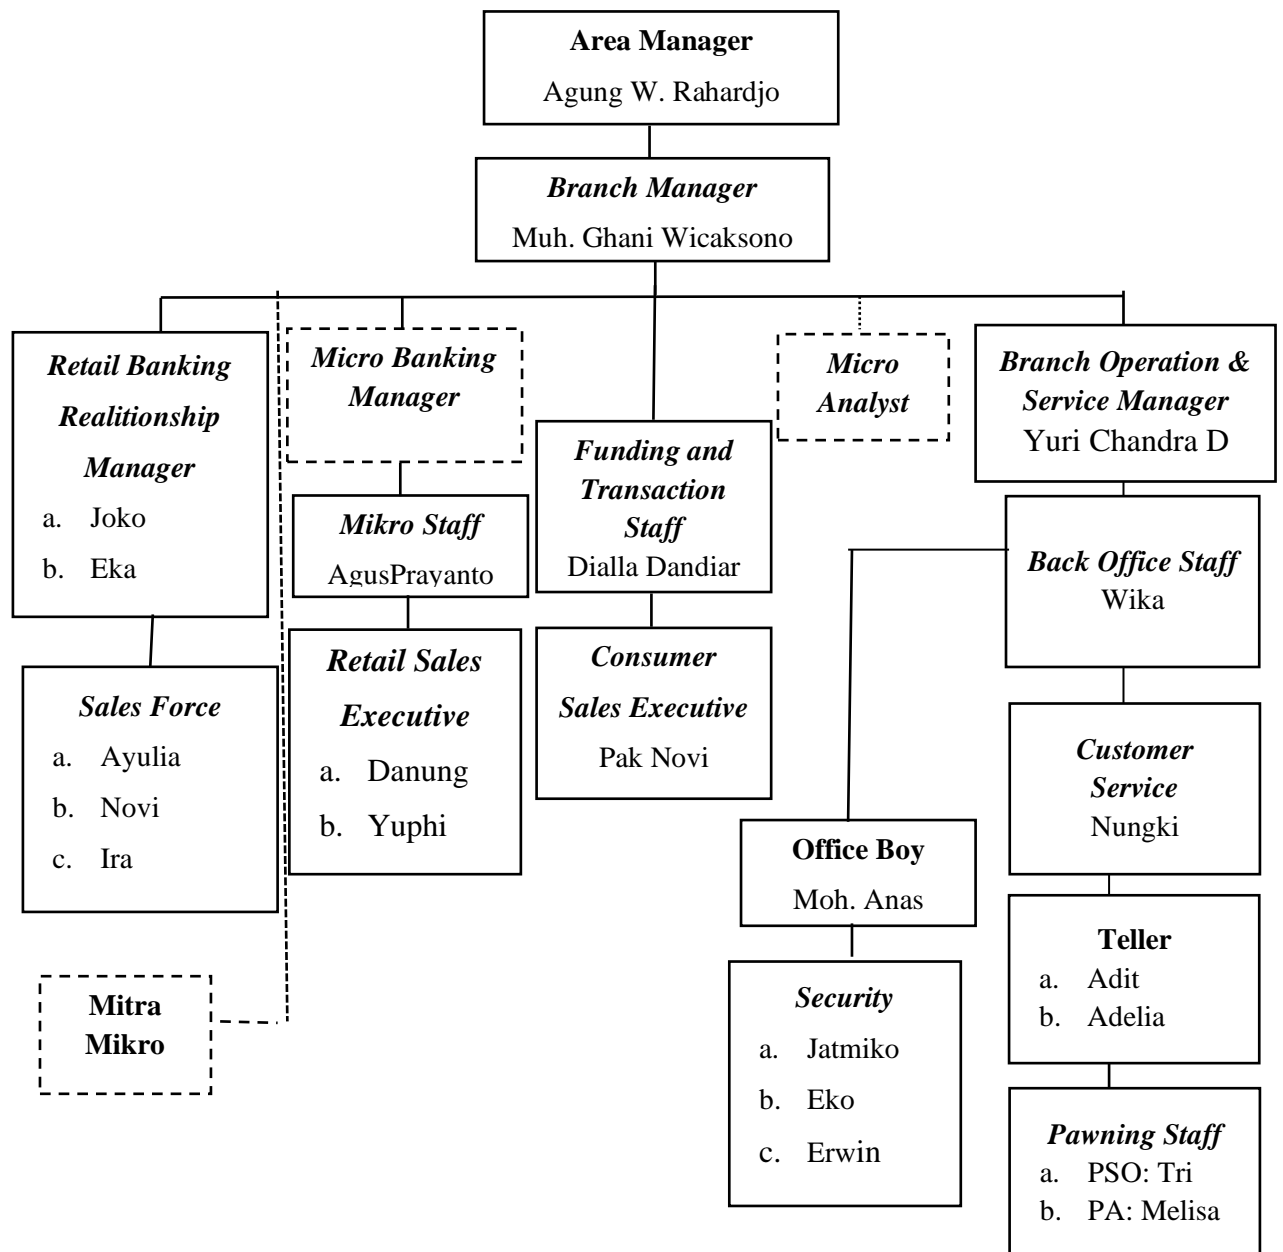 Area Manager
Agung W. Rahardjo
Branch Manager
Muh. Ghani Wicaksono
Retail Banking
Realitionship
Manager
a. Joko
b. Eka
Micro Banking
Manager
Micro
Analyst
Branch Operation &
Service Manager
Yuri Chandra D
Funding and
Transaction
Staff
Dialla Dandiar
Mikro Staff
AgusPrayanto
Back Office Staff
Wika
Sales Force
a. Ayulia
b. Novi
c. Ira
Retail Sales
Executive
a. Danung
b. Yuphi
Consumer
Sales Executive
Pak Novi
Customer
Service
Nungki
Office Boy
Moh. Anas
Teller
a. Adit
b. Adelia
Mitra
Mikro
Security
a. Jatmiko
b. Eko
c. Erwin
Pawning Staff
a. PSO: Tri
b. PA: Melisa